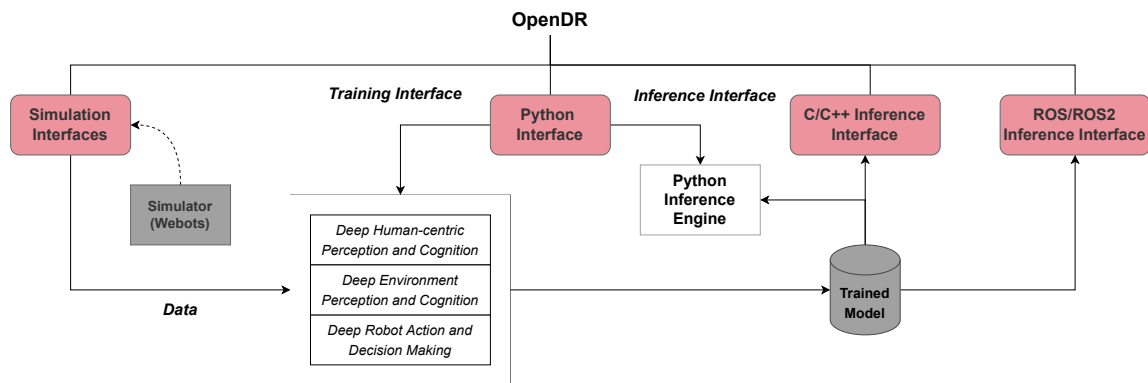 OpenDR
Training Interface
Inference Interface
Simulation
Interfaces
Python
Interface
C/C++ Inference
Interface
ROS/ROS2
Inference Interface
Simulator
(Webots)
Python
Inference
Engine
Deep Human-centric
Perception and Cognition
Deep Environment
Perception and Cognition
Deep Robot Action and
Decision Making
Data
Trained
Model